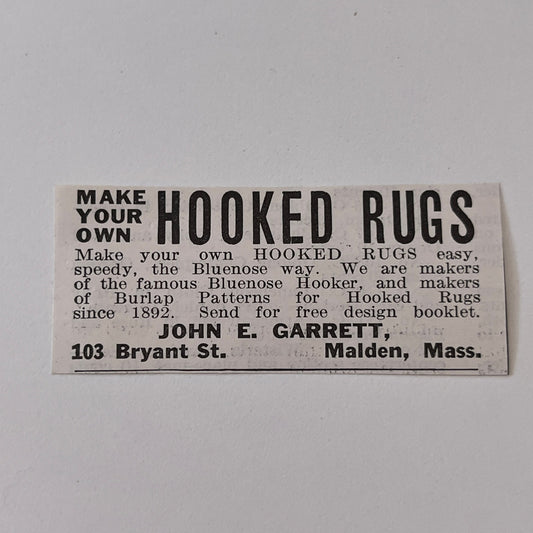 MAKE YOUR OWN HOOKED RUGS
Make your own HOOKED RUGS easy,
speedy, the Bluenose way. We are makers
of the famous Bluenose Hooker, and makers
of Burlap Patterns for Hooked Rugs
since 1892. Send for free design booklet.
JOHN E. GARRETT,
103 Bryant St. Malden, Mass.